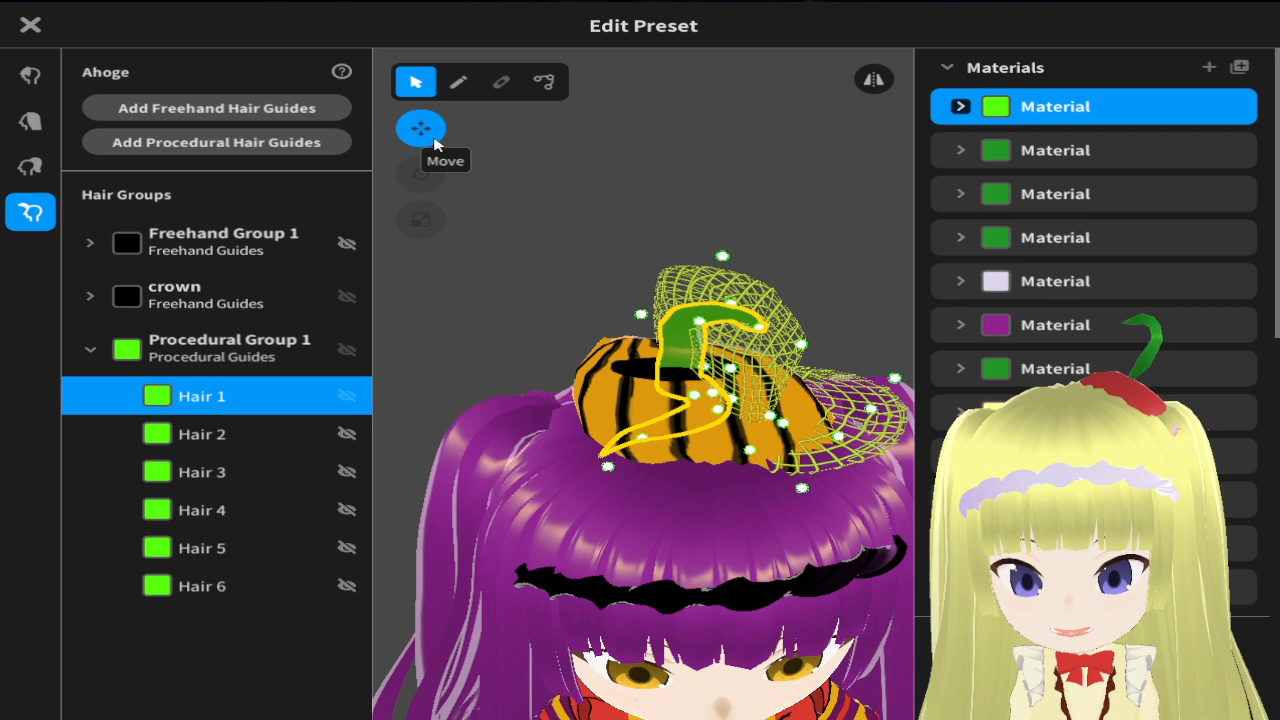 Edit Preset
Ahoge
Add Freehand Hair Guides
Add Procedural Hair Guides
Hair Groups
Freehand Group 1
Freehand Guides
crown
Freehand Guides
Procedural Group 1
Procedural Guides
Hair 1
Hair 2
Hair 3
Hair 4
Hair 5
Hair 6
Move
Materials
Material
Material
Material
Material
Material
Material
Material